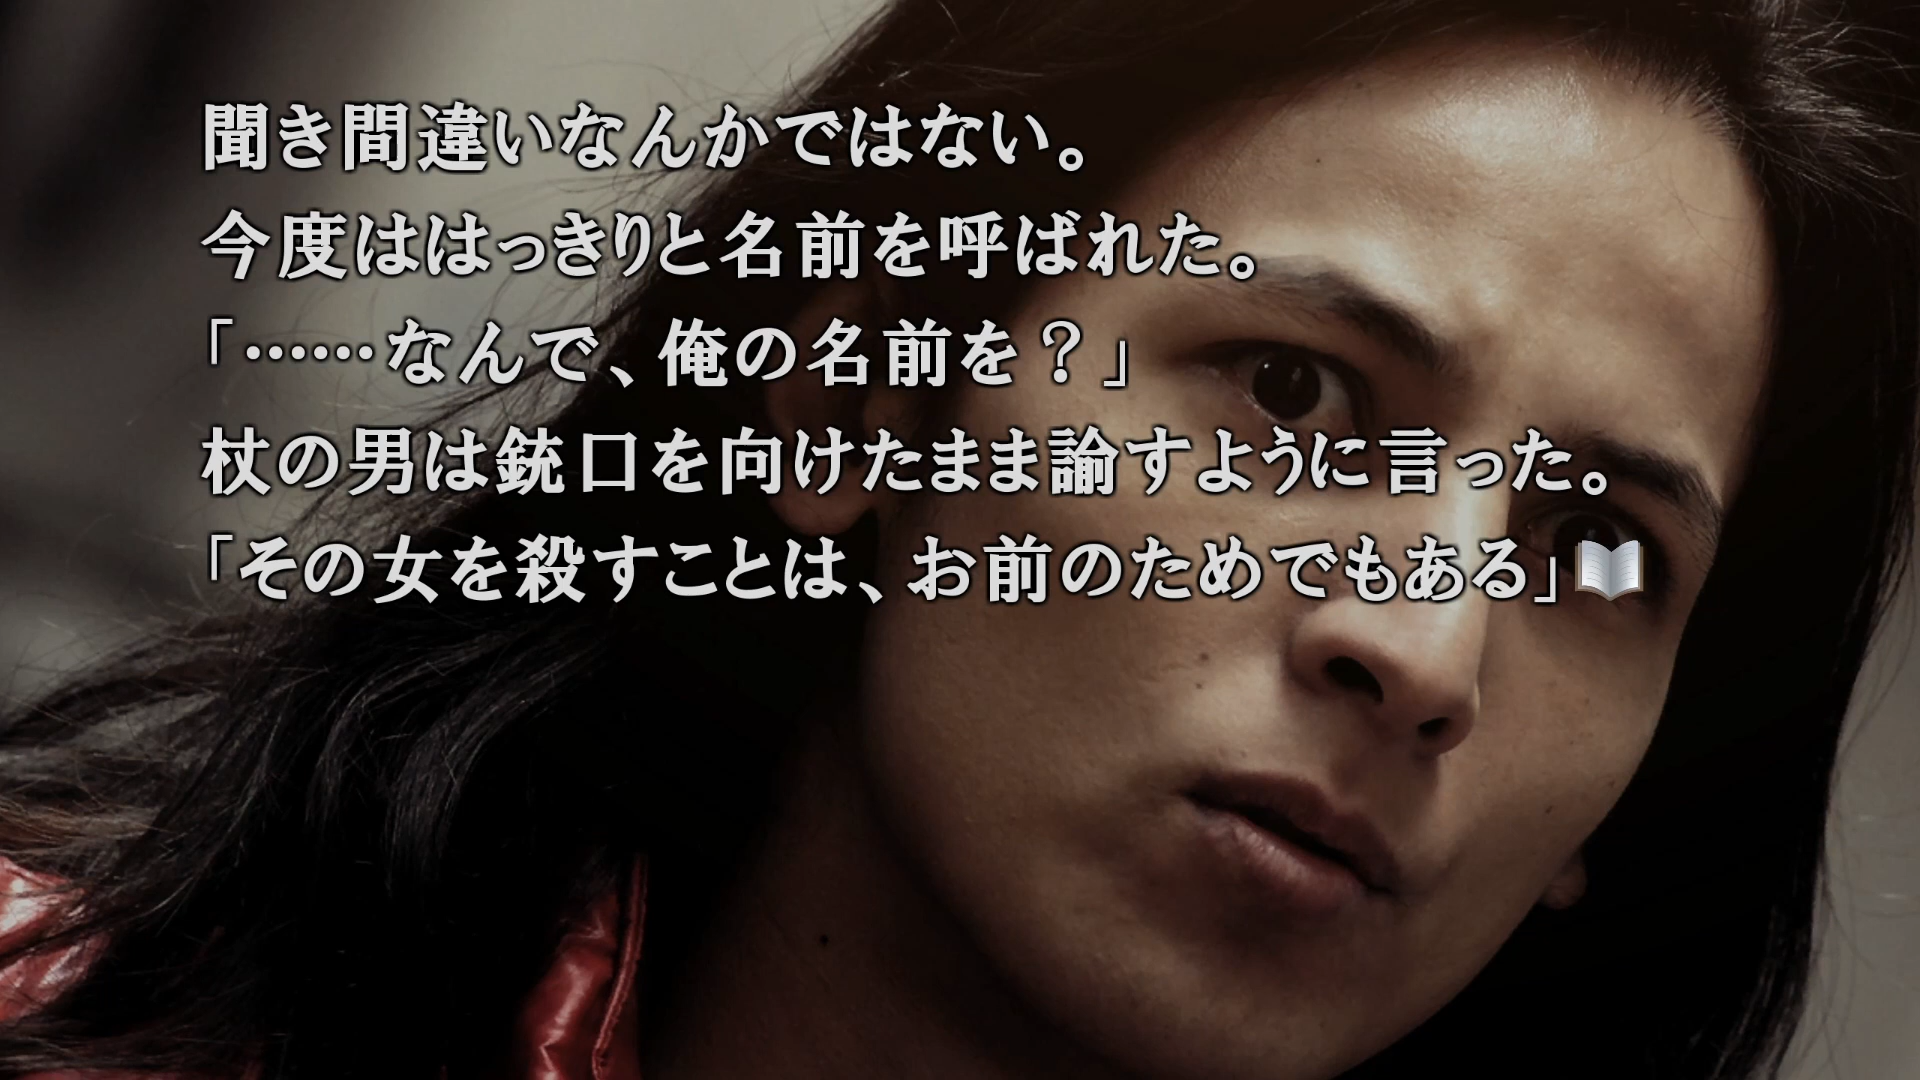 聞き間違いなんかではない。
今度ははっきりと名前を呼ばれた。
「……なんで、俺の名前を？」
杖の男は銃口を向けたまま諭すように言った。
「その女を殺すことは、お前のためでもある」